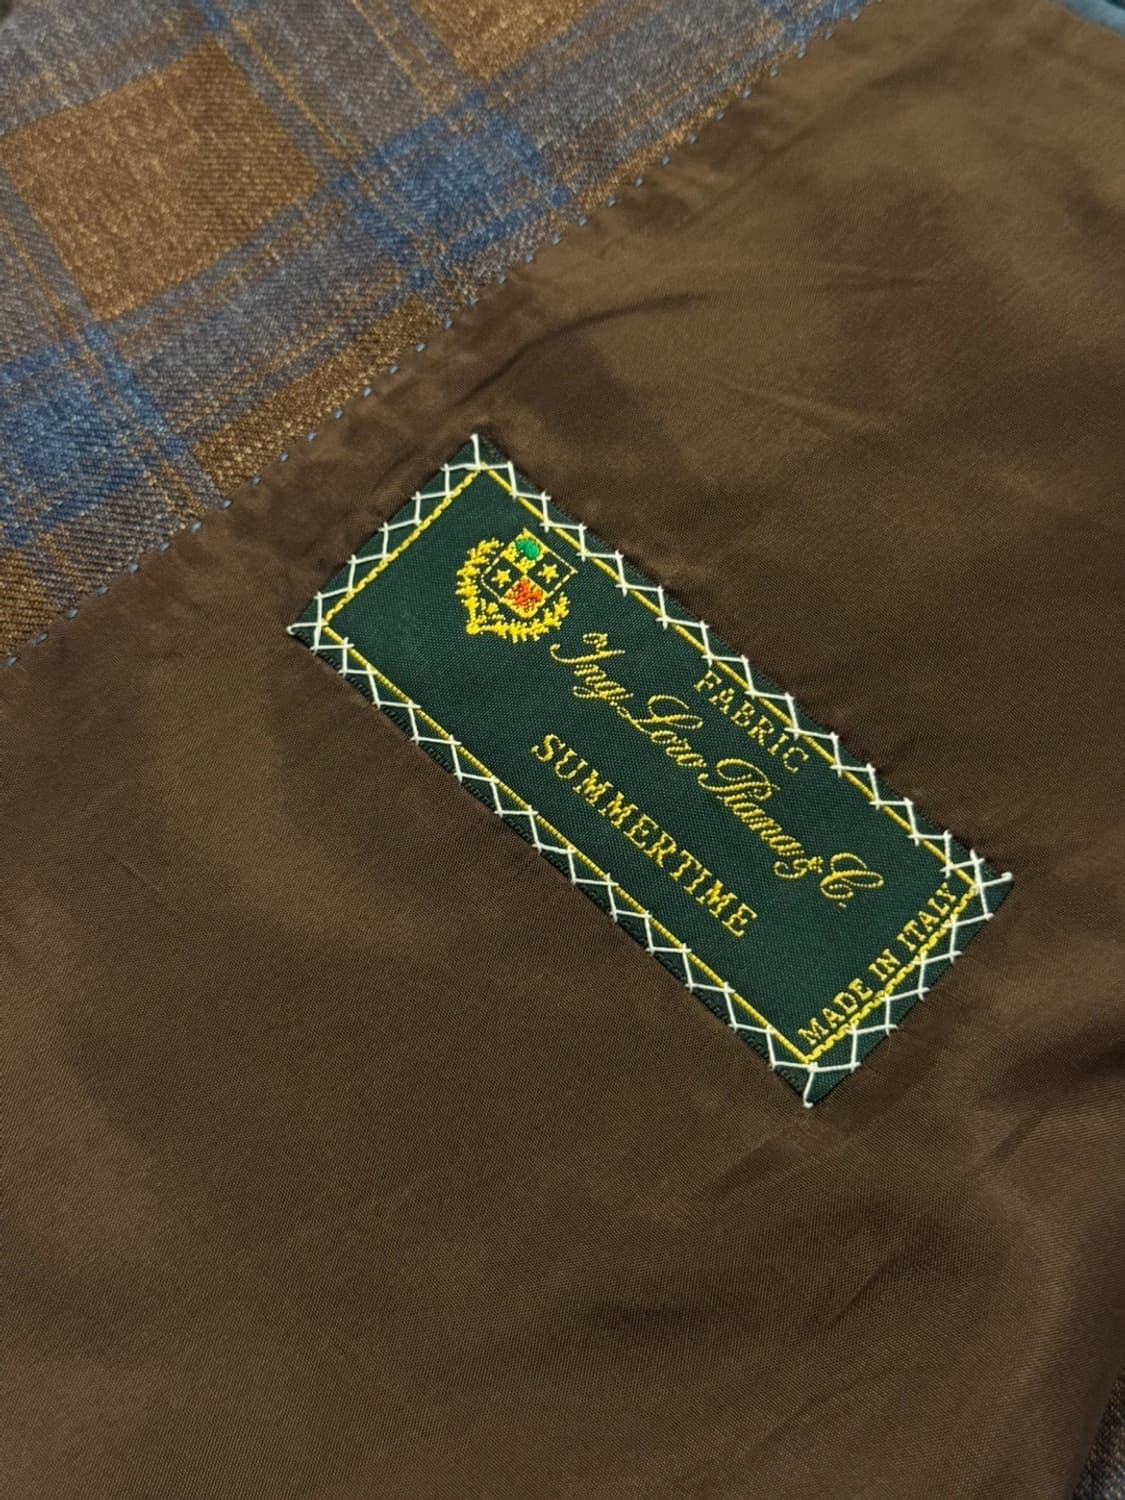 FABRIC
Ing. Loro Piana & C.
SUMMERTIME
MADE IN ITALY